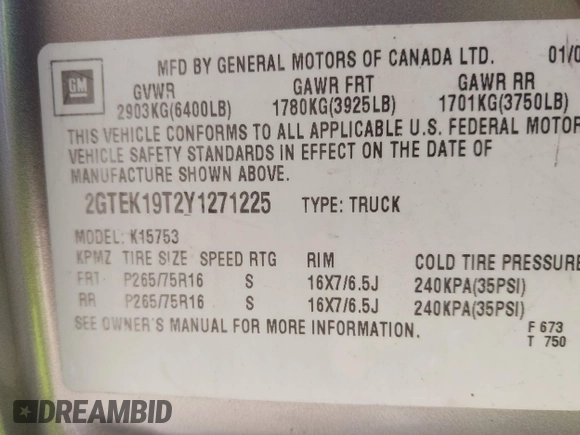 MFD BY GENERAL MOTORS OF CANADA LTD. 01/0
GM
GVWR GAWR FRT GAWR RR
2903KG(6400LB) 1780KG(3925LB) 1701KG(3750LB)
THIS VEHICLE CONFORMS TO ALL APPLICABLE U.S. FEDERAL MOTOR
VEHICLE SAFETY STANDARDS IN EFFECT ON THE DATE OF
MANUFACTURE SHOWN ABOVE.
2GTEK19T2Y1271225 TYPE: TRUCK
MODEL: K15753
KPMZ TIRE SIZE SPEED RTG RIM COLD TIRE PRESSURE
FRT P265/75R16 S 16X7/6.5J 240KPA(35PSI)
RR P265/75R16 S 16X7/6.5J 240KPA(35PSI)
SEE OWNER'S MANUAL FOR MORE INFORMATION. F 673
T 750
DREAMBID